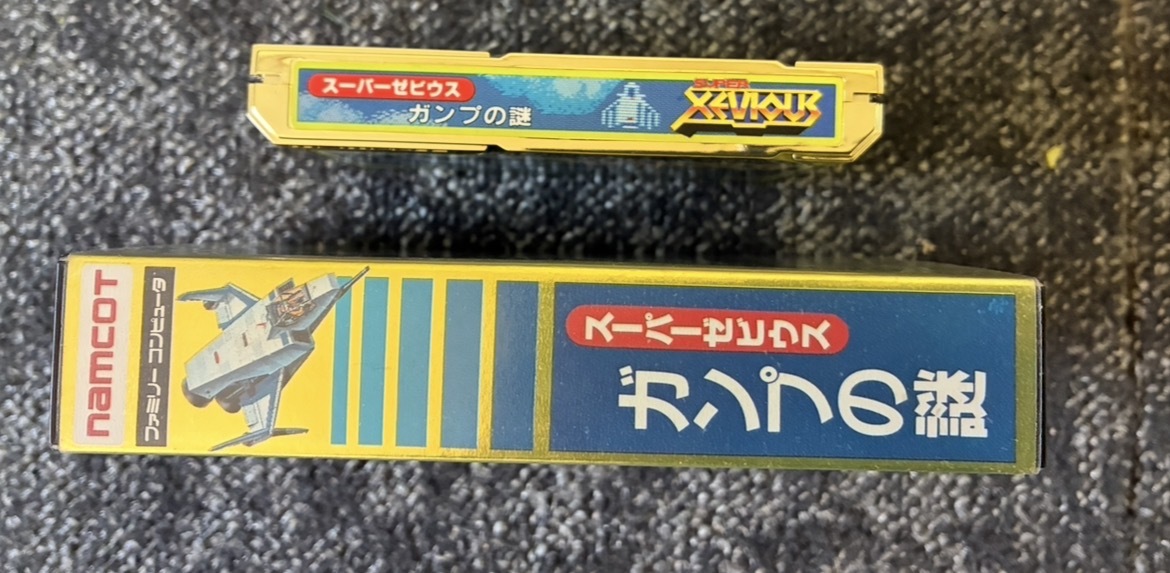 スーパーゼビウス
ガンプの謎
SUPER
XEVIOUS
namcot
ファミリーコンピュータ
スーパーゼビウス
ガンプの謎